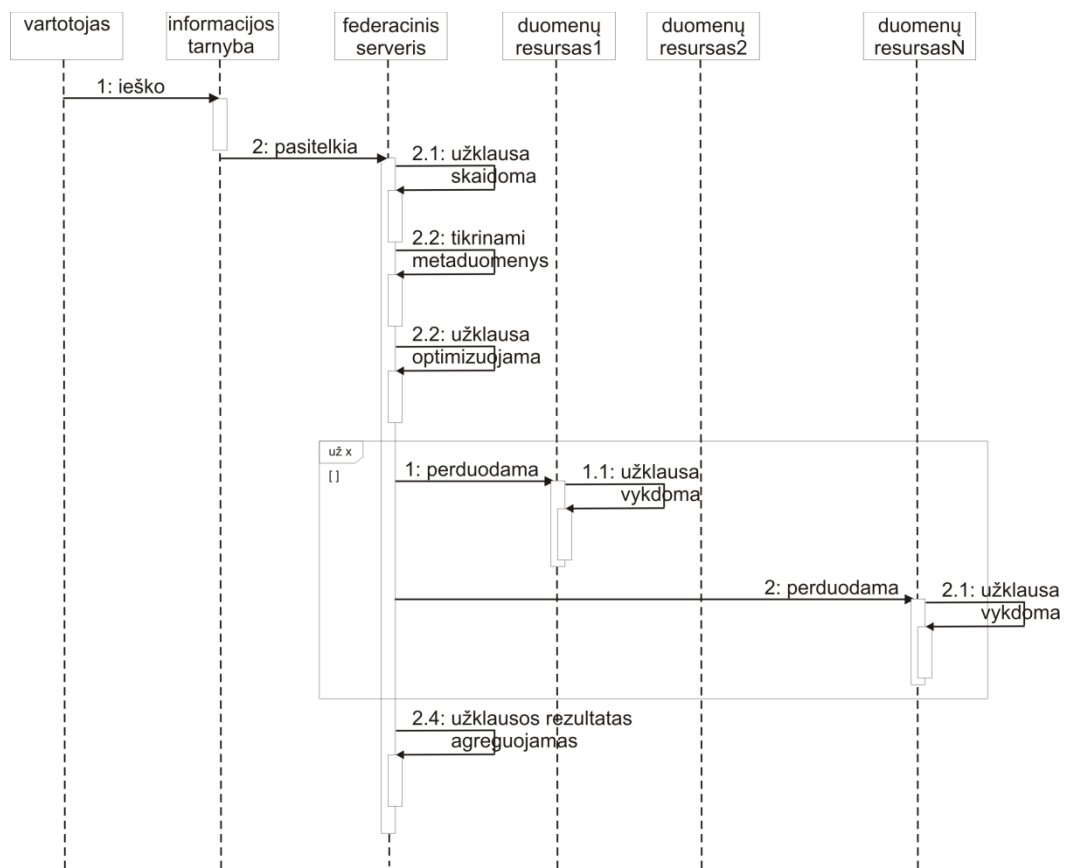 vartotojas
informacijos
tarnyba
federacinis
serveris
duomenų
resursas1
duomenų
resursas2
duomenų
resursasN
1: ieško
2: pasitelkia
2.1: užklausa
skaidoma
2.2: tikrinami
metaduomenys
2.2: užklausa
optimizuojama
už x
[ ]
1: perduodama
1.1: užklausa
vykdoma
2: perduodama
2.1: užklausa
vykdoma
2.4: užklausos rezultatas
agreguojamas